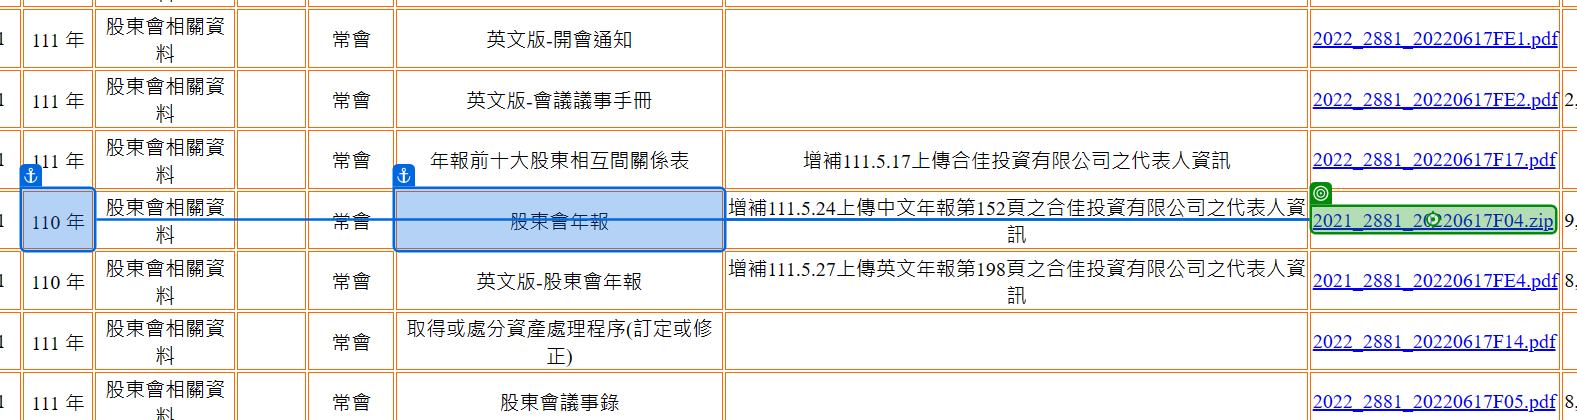 1 111 年 股東會相關資料 常會 英文版-開會通知 2022_2881_20220617FE1.pdf
111 年 股東會相關資料 常會 英文版-會議議事手冊 2022_2881_20220617FE2.pdf 2,
111 年 股東會相關資料 常會 年報前十大股東相互間關係表 增補111.5.17上傳合佳投資有限公司之代表人資訊 2022_2881_20220617F17.pdf
1 110 年 股東會相關資料 常會 股東會年報 增補111.5.24上傳中文年報第152頁之合佳投資有限公司之代表人資訊 2021_2881_20220617F04.zip 9,
1 110 年 股東會相關資料 常會 英文版-股東會年報 增補111.5.27上傳英文年報第198頁之合佳投資有限公司之代表人資訊 2021_2881_20220617FE4.pdf 8,
1 111 年 股東會相關資料 常會 取得或處分資產處理程序(訂定或修正) 2022_2881_20220617F14.pdf
1 111 年 股東會相關資料 常會 股東會議事錄 2022_2881_20220617F05.pdf 8,